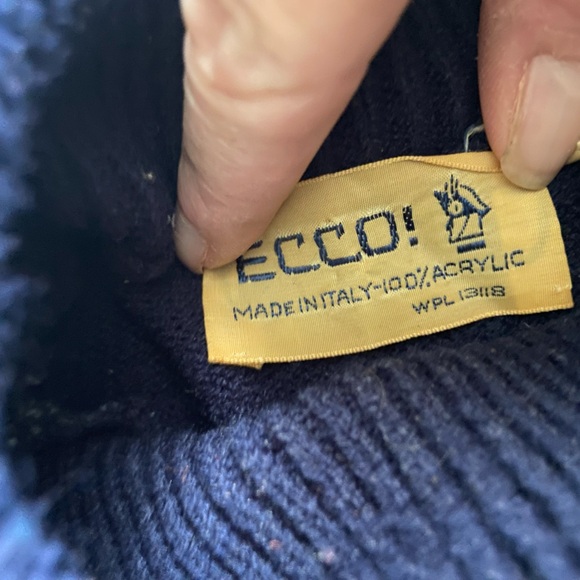 ECCO!
MADE IN ITALY-100% ACRYLIC
WPL 13118